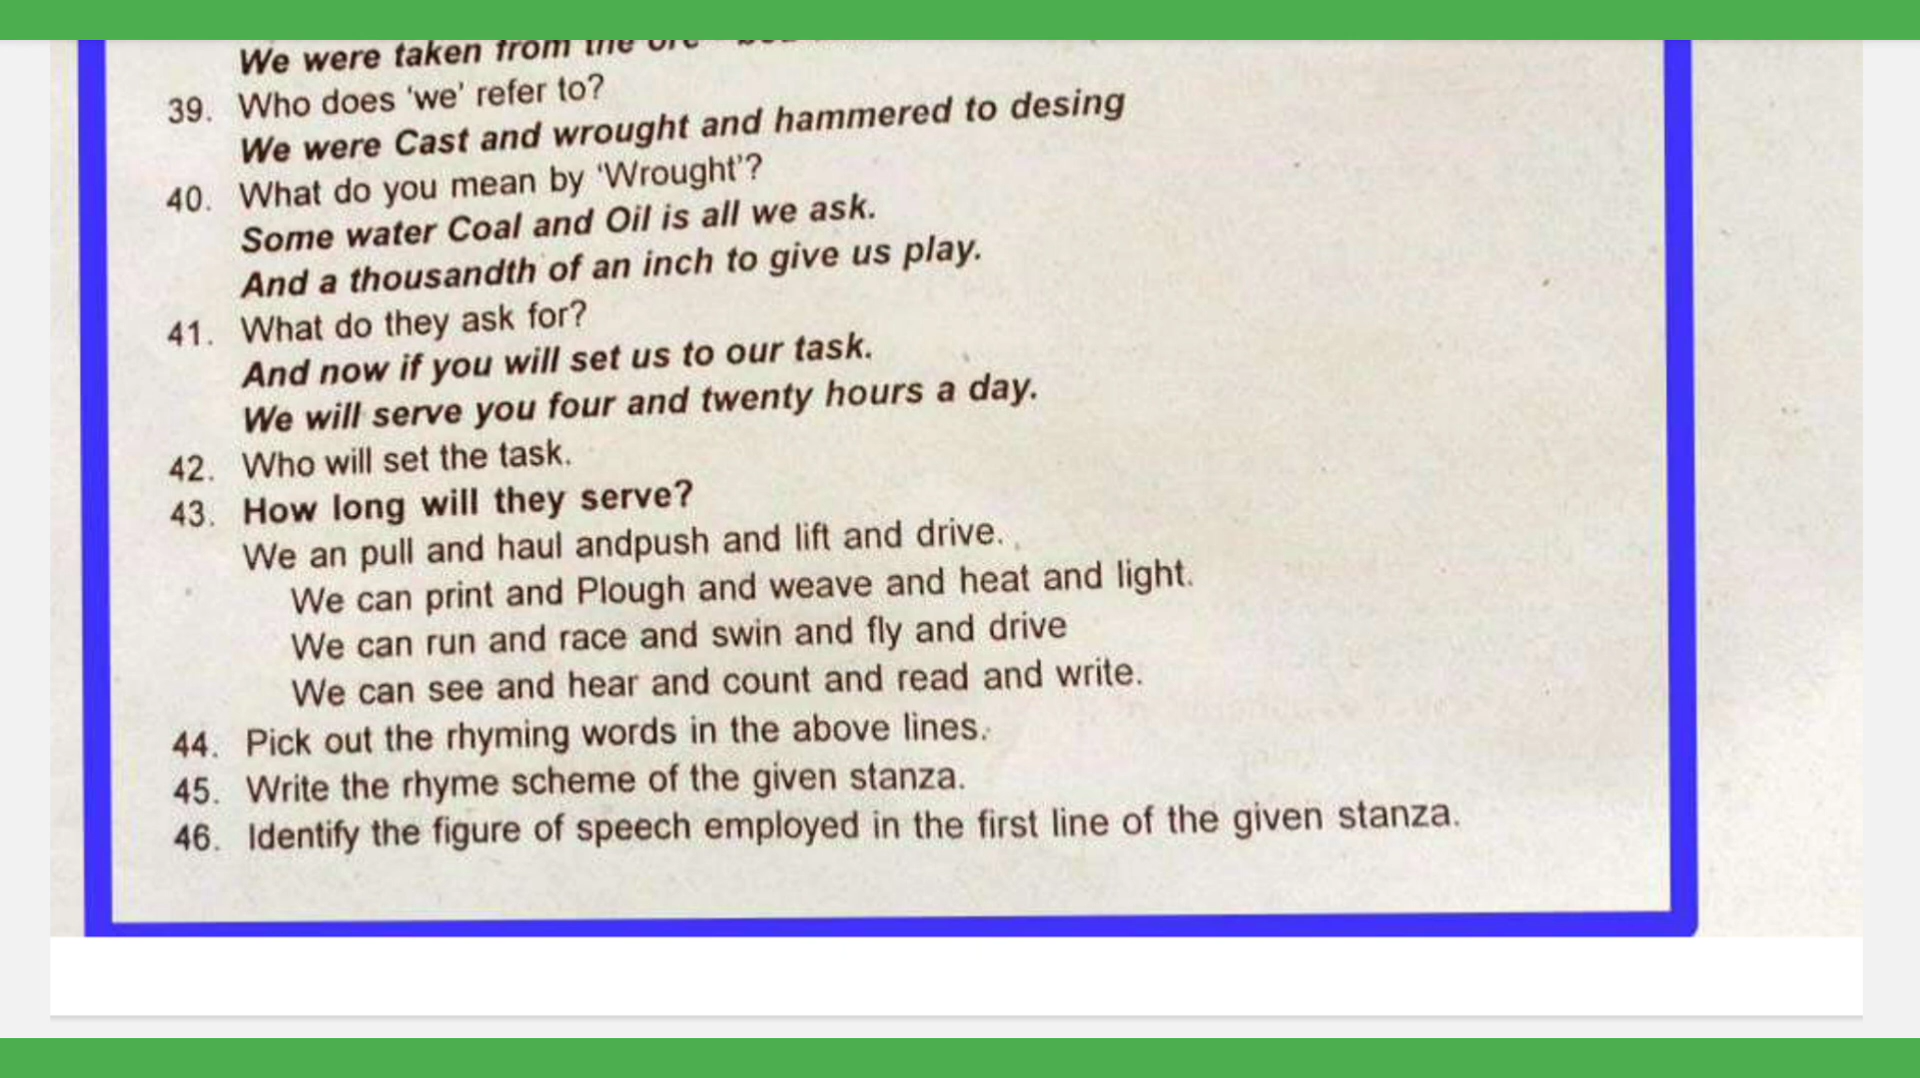 We were taken from the
39. Who does 'we' refer to?
We were Cast and wrought and hammered to desing
40. What do you mean by 'Wrought'?
Some water Coal and Oil is all we ask.
And a thousandth of an inch to give us play.
41. What do they ask for?
And now if you will set us to our task.
We will serve you four and twenty hours a day.
42. Who will set the task.
43. How long will they serve?
We an pull and haul andpush and lift and drive.
We can print and Plough and weave and heat and light.
We can run and race and swin and fly and drive
We can see and hear and count and read and write.
44. Pick out the rhyming words in the above lines.
45. Write the rhyme scheme of the given stanza.
46. Identify the figure of speech employed in the first line of the given stanza.